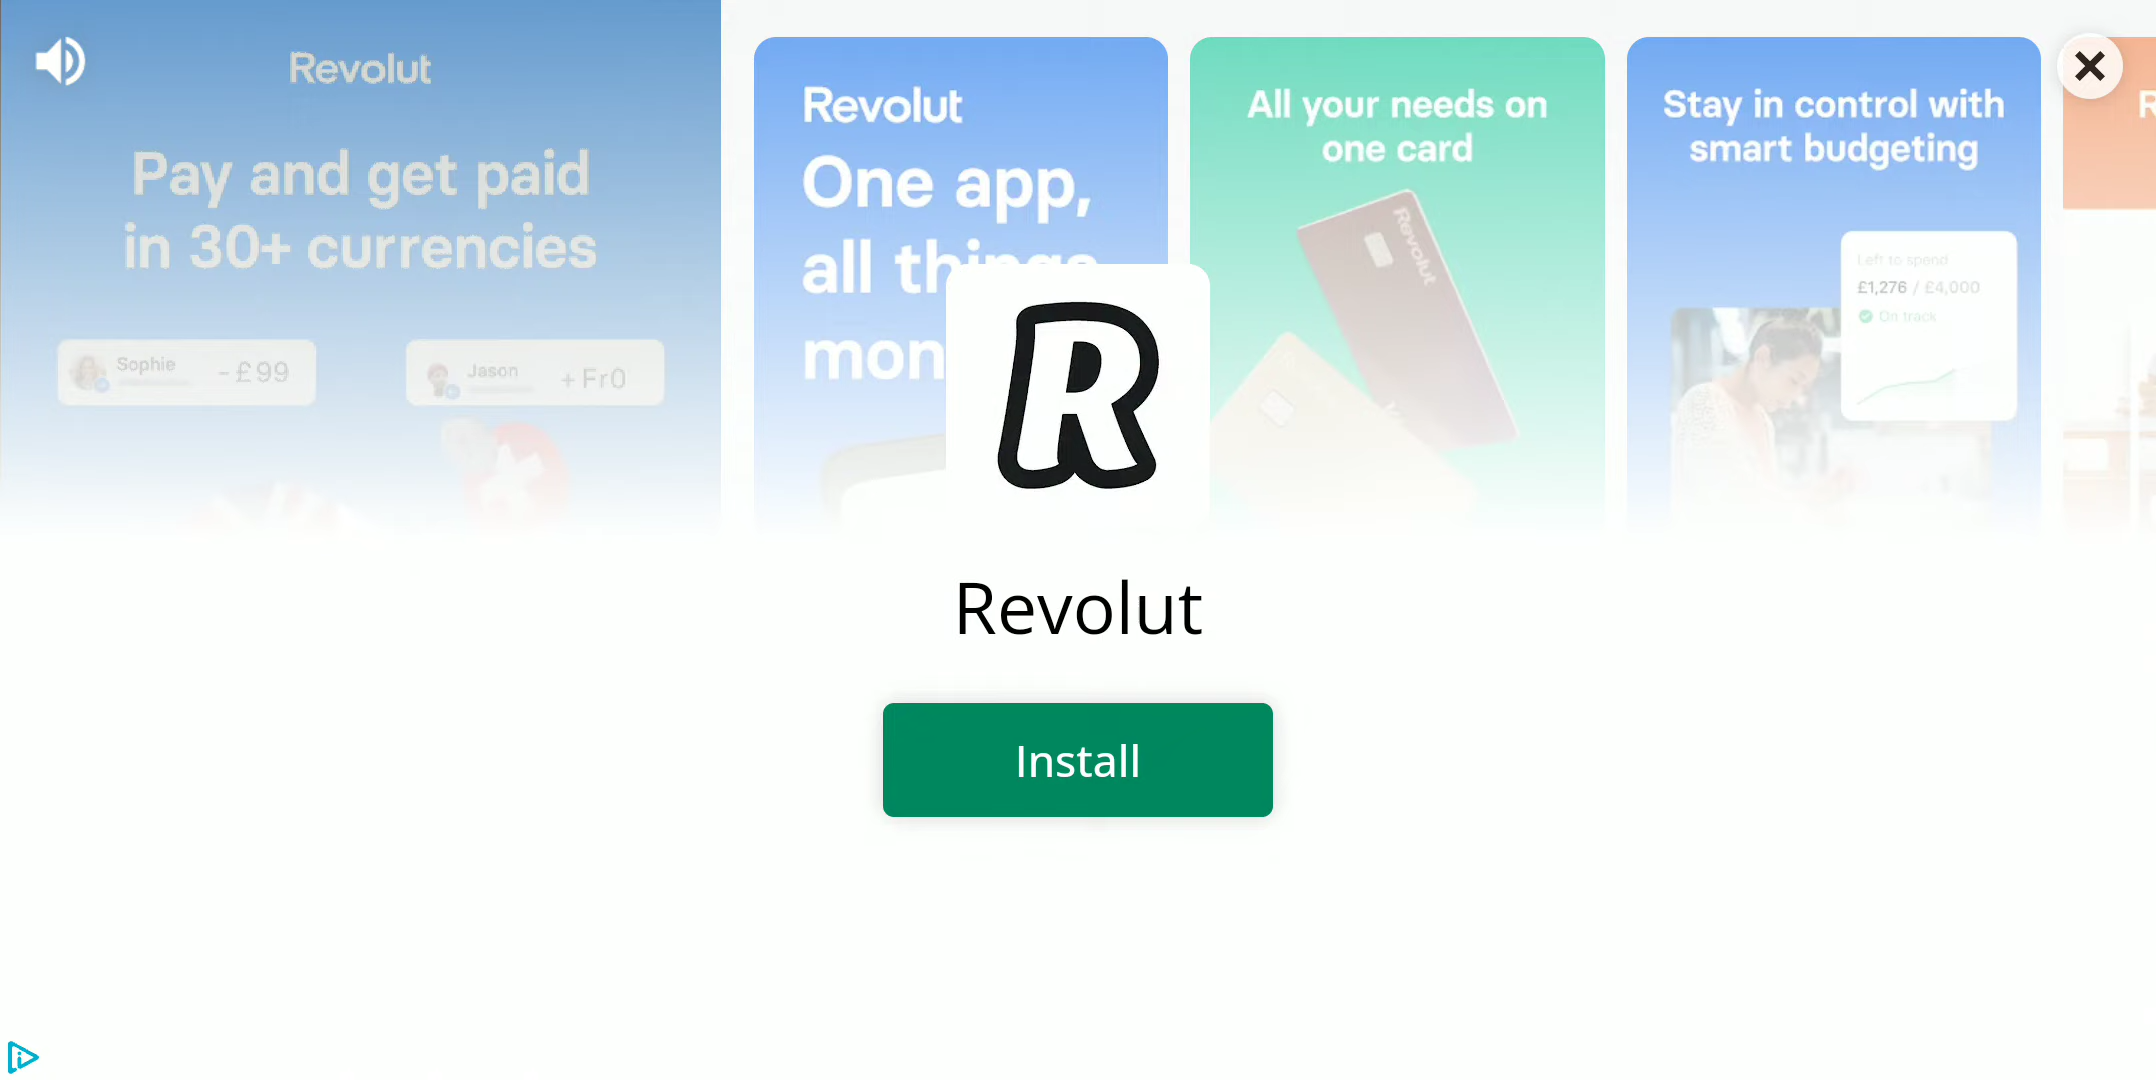 Revolut
Pay and get paid
in 30+ currencies
Sophie
-£99
Jason
+Fr0
Revolut
One app,
all things
mon
All your needs on
one card
Revolut
Stay in control with
smart budgeting
Left to spend
£1,276 / £4,000
On track
R
R
Revolut
Install